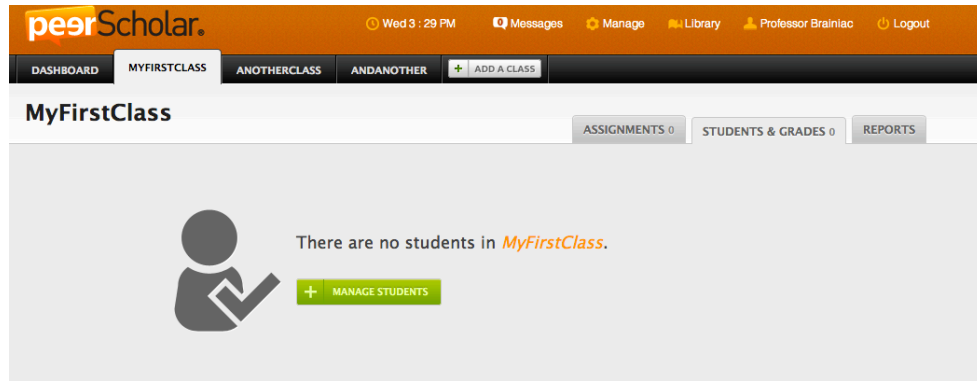 peerScholar.
Wed 3 : 29 PM 0 Messages Manage Library Professor Brainiac Logout
DASHBOARD MYFIRSTCLASS ANOTHERCLASS ANDANOTHER + ADD A CLASS
MyFirstClass
ASSIGNMENTS 0 STUDENTS & GRADES 0 REPORTS
There are no students in MyFirstClass.
+ MANAGE STUDENTS